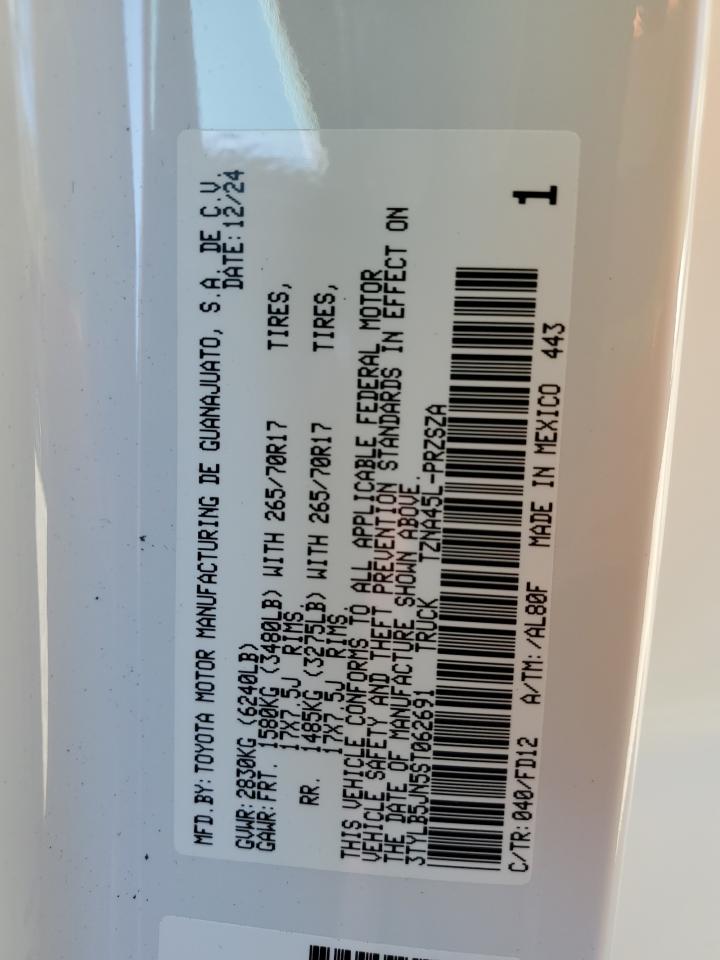 MFD. BY: TOYOTA MOTOR MANUFACTURING DE GUANAJUATO, S.A. DE C.V.
DATE: 12/24
GVWR: 2830KG (6240LB)
GAWR: FRT. 1580KG (3480LB) WITH 265/70R17 TIRES,
17X7.5J RIMS.
RR. 1485KG (3275LB) WITH 265/70R17 TIRES,
17X7.5J RIMS.
THIS VEHICLE CONFORMS TO ALL APPLICABLE FEDERAL MOTOR
VEHICLE SAFETY AND THEFT PREVENTION STANDARDS IN EFFECT ON
THE DATE OF MANUFACTURE SHOWN ABOVE.
3TYLB5JN5ST062691 TRUCK TZNA45L-PRZSZA
1
C/TR: 040/FD12 A/TM: /AL80F MADE IN MEXICO 443